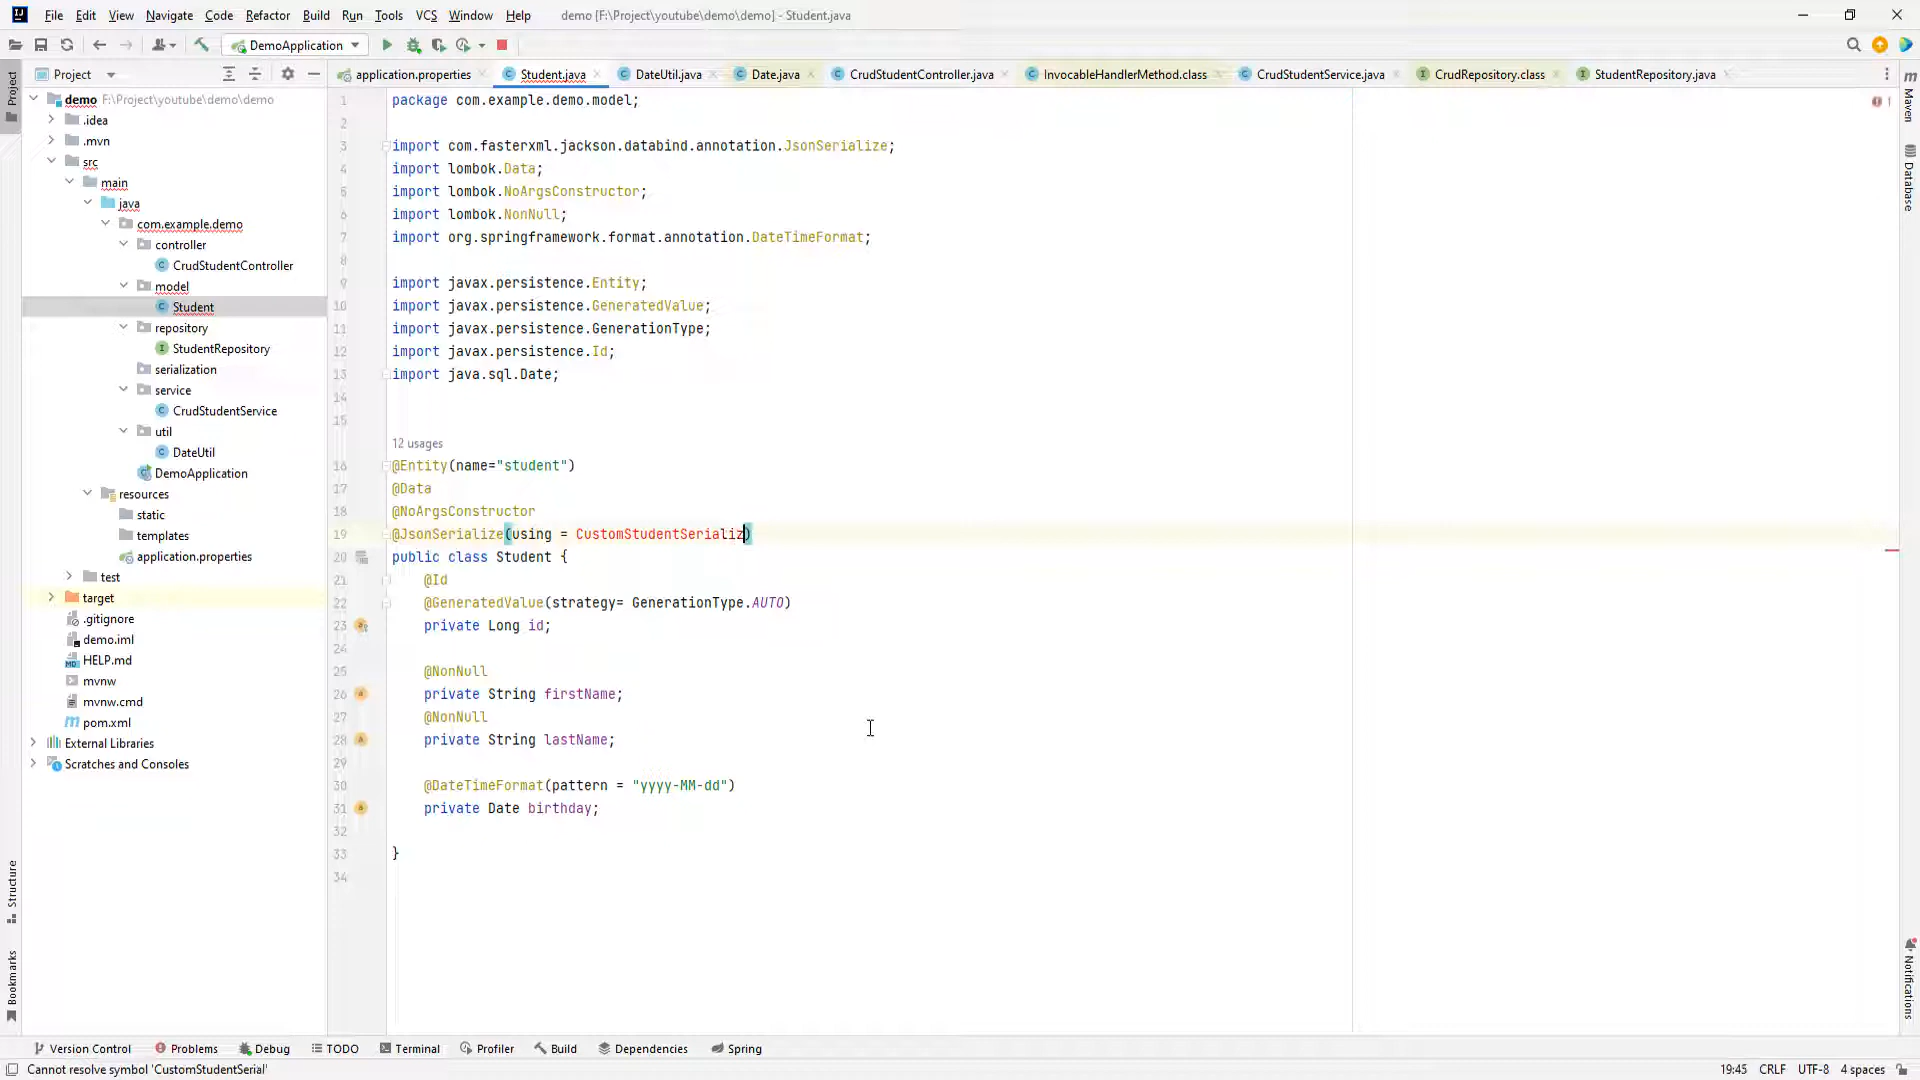 File Edit View Navigate Code Refactor Build Run Tools VCS Window Help demo [F:\Project\youtube\demo\demo] - Student.java
DemoApplication
Project
application.properties Student.java DateUtil.java Date.java CrudStudentController.java InvocableHandlerMethod.class CrudStudentService.java CrudRepository.class StudentRepository.java
demo F:\Project\youtube\demo\demo
.idea
.mvn
src
main
java
com.example.demo
controller
CrudStudentController
model
Student
repository
StudentRepository
serialization
service
CrudStudentService
util
DateUtil
DemoApplication
resources
static
templates
application.properties
test
target
.gitignore
demo.iml
HELP.md
mvnw
mvnw.cmd
pom.xml
External Libraries
Scratches and Consoles
1 package com.example.demo.model;
2
3 import com.fasterxml.jackson.databind.annotation.JsonSerialize;
4 import lombok.Data;
5 import lombok.NoArgsConstructor;
6 import lombok.NonNull;
7 import org.springframework.format.annotation.DateTimeFormat;
8
9 import javax.persistence.Entity;
10 import javax.persistence.GeneratedValue;
11 import javax.persistence.GenerationType;
12 import javax.persistence.Id;
13 import java.sql.Date;
14
15
12 usages
16 @Entity(name="student")
17 @Data
18 @NoArgsConstructor
19 @JsonSerialize(using = CustomStudentSerializ)
20 public class Student {
21 @Id
22 @GeneratedValue(strategy= GenerationType.AUTO)
23 private Long id;
24
25 @NonNull
26 private String firstName;
27 @NonNull
28 private String lastName;
29
30 @DateTimeFormat(pattern = "yyyy-MM-dd")
31 private Date birthday;
32
33 }
34
1
Project
Structure
Bookmarks
Maven
Database
Notifications
Version Control Problems Debug TODO Terminal Profiler Build Dependencies Spring
Cannot resolve symbol 'CustomStudentSerial' 19:45 CRLF UTF-8 4 spaces